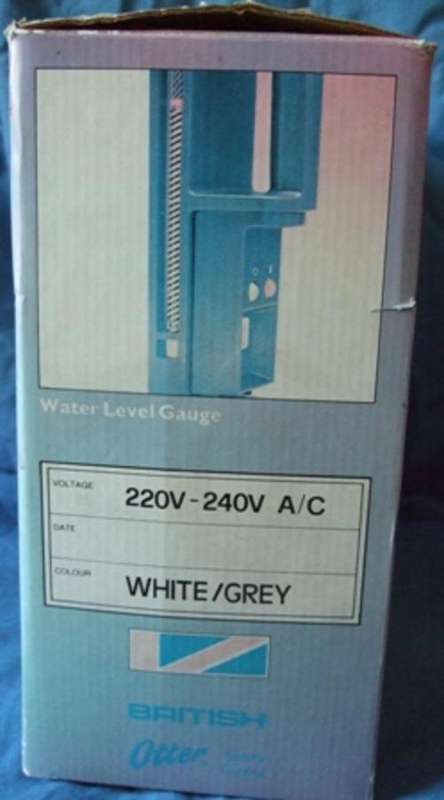 Water Level Gauge
VOLTAGE 220V-240V A/C
DATE
COLOUR WHITE/GREY
BRITISH
Otter